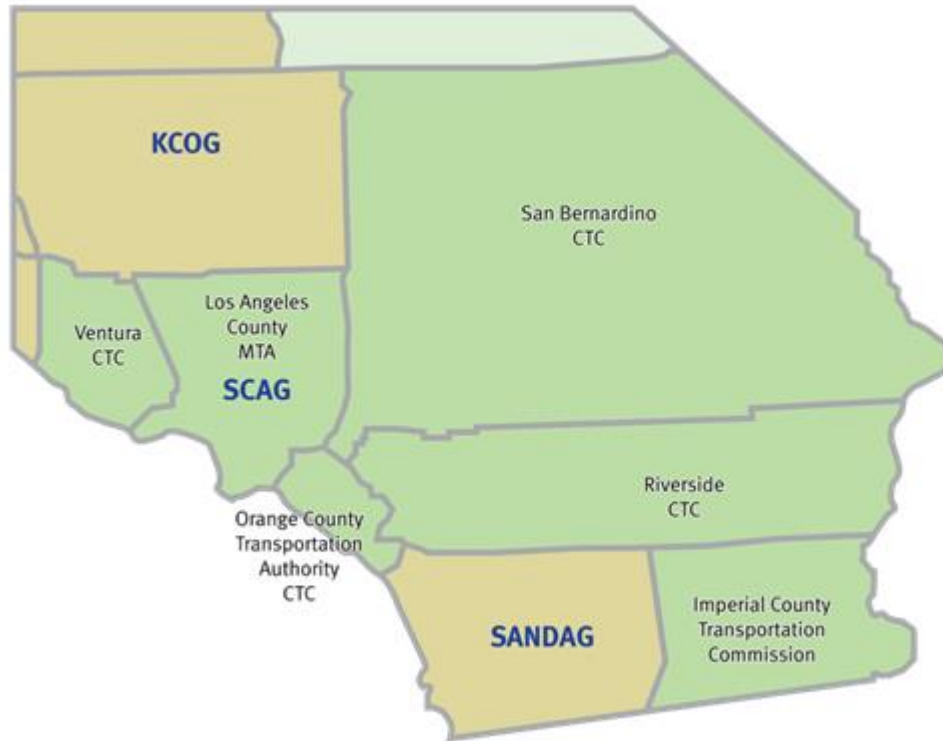 KCOG
San Bernardino
CTC
Ventura
CTC
Los Angeles
County
MTA
SCAG
Riverside
CTC
Orange County
Transportation
Authority
CTC
SANDAG
Imperial County
Transportation
Commission